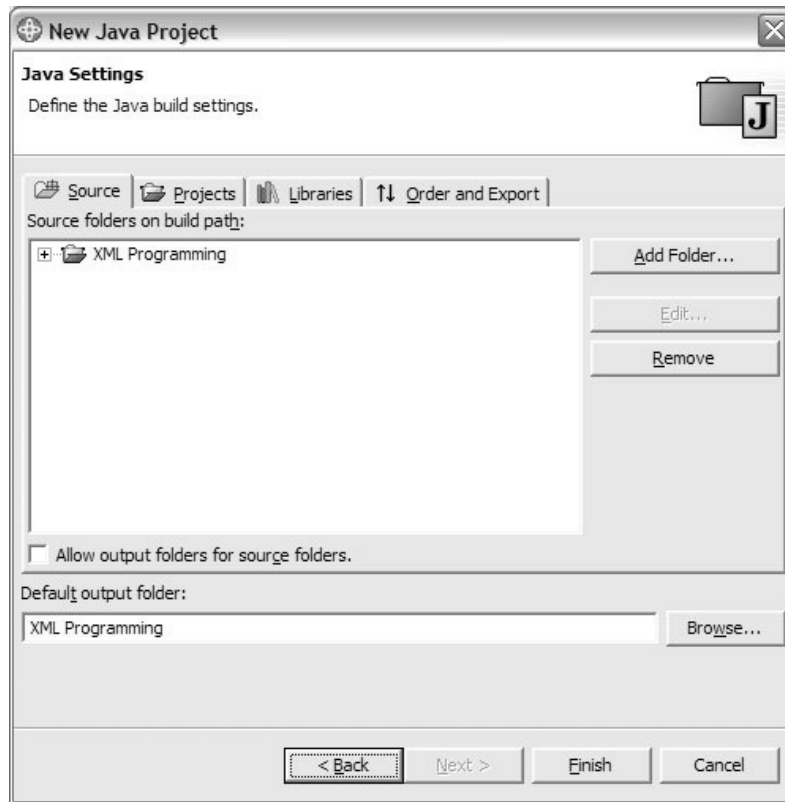 New Java Project
Java Settings
Define the Java build settings.
J
Source Projects Libraries Order and Export
Source folders on build path:
XML Programming
Add Folder...
Edit...
Remove
Allow output folders for source folders.
Default output folder:
XML Programming
Browse...
< Back Next > Finish Cancel